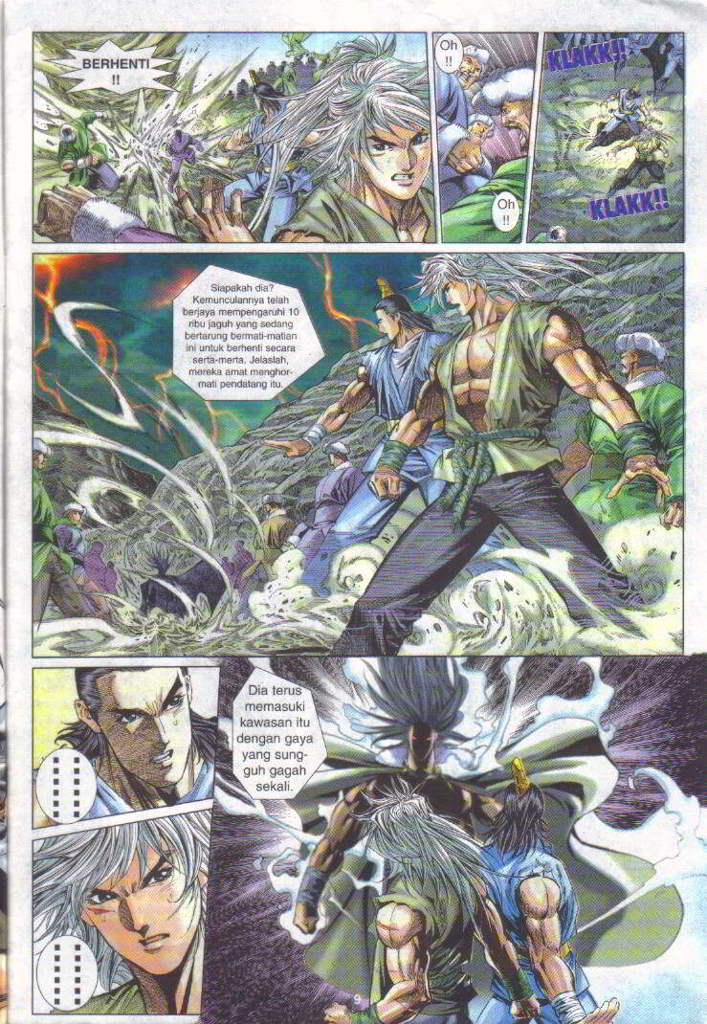 BERHENTI
!!
Oh
!!
Oh
!!
KLAKK!!
KLAKK!!
Siapakah dia?
Kemunculannya telah
berjaya mempengaruhi 10
ribu jaguh yang sedang
bertarung bermati-matian
ini untuk berhenti secara
serta-merta. Jelaslah,
mereka amat menghor-
mati pendatang itu.
Dia terus
memasuki
kawasan itu
dengan gaya
yang sung-
guh gagah
sekali.
9